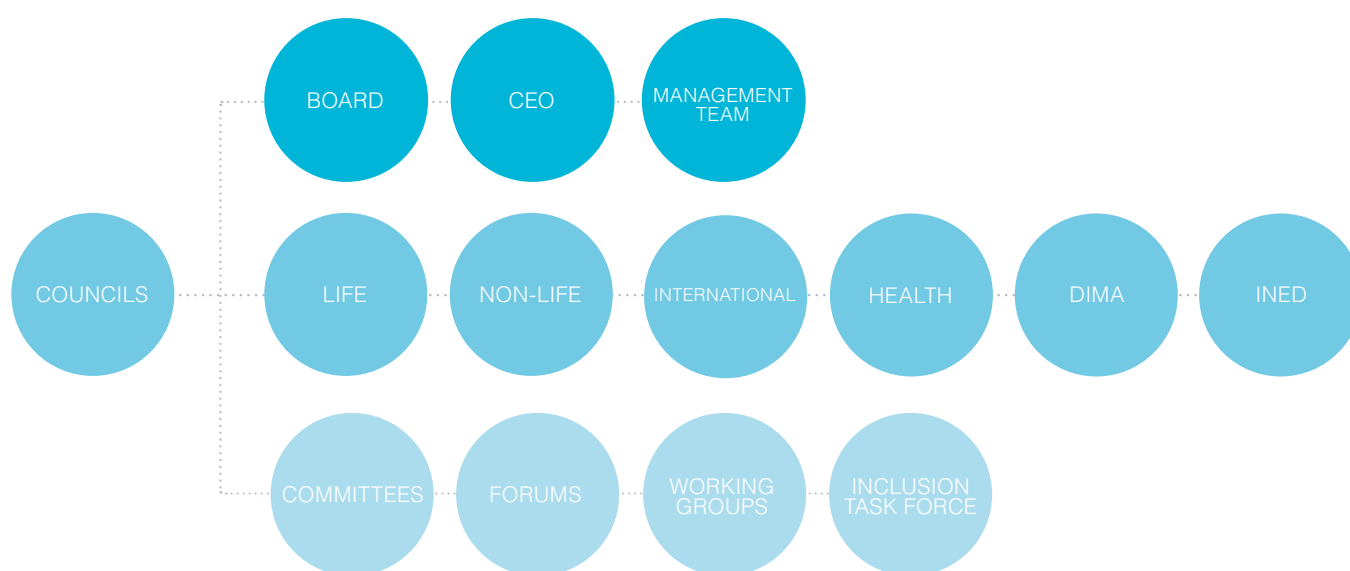 BOARD
CEO
MANAGEMENT
TEAM
COUNCILS
LIFE
NON-LIFE
INTERNATIONAL
HEALTH
DIMA
INED
COMMITTEES
FORUMS
WORKING
GROUPS
INCLUSION
TASK FORCE